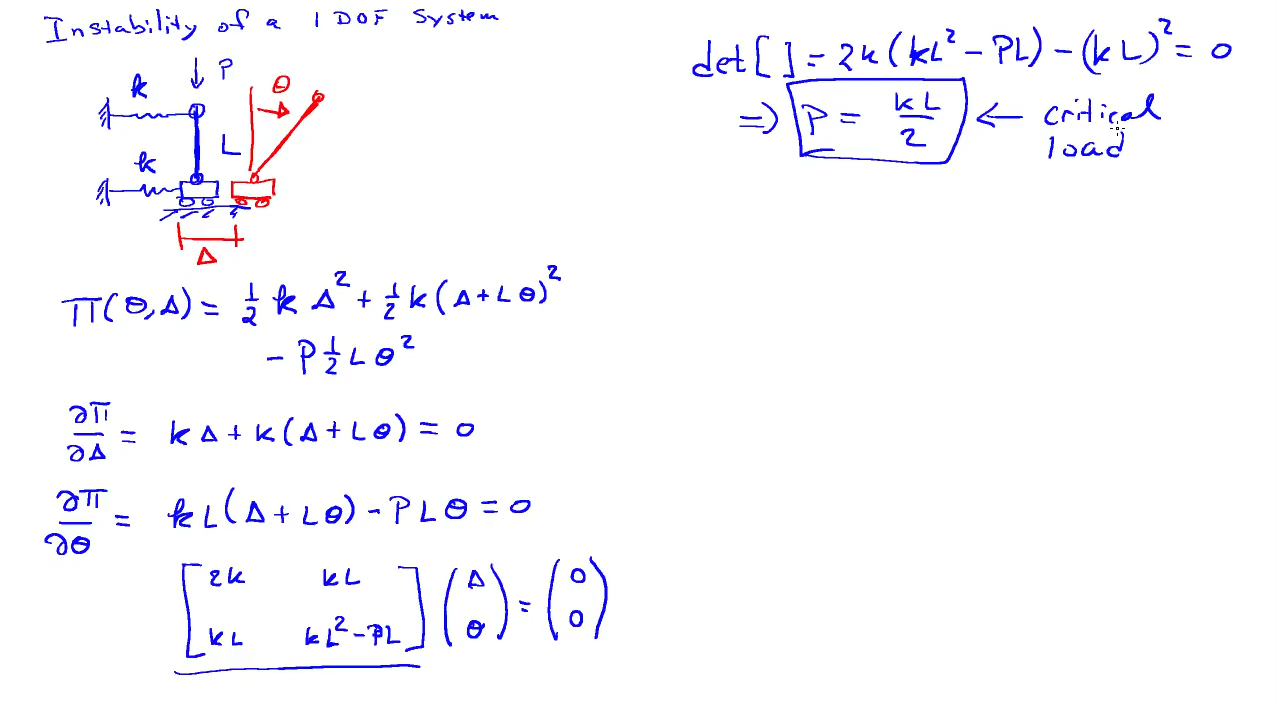 Instability of a 1 DOF System
P
k
θ
L
k
Δ
Π(θ,Δ) = 1/2 k Δ² + 1/2 k (Δ + Lθ)²
- P 1/2 L θ²
∂Π/∂Δ = kΔ + k(Δ + Lθ) = 0
∂Π/∂θ = kL(Δ + Lθ) - PLθ = 0
[2k kL] (Δ) = (0)
[kL kL² - PL] (θ) (0)
det[ ] = 2k(kL² - PL) - (kL)² = 0
⇒ P = kL/2 ← critical
load